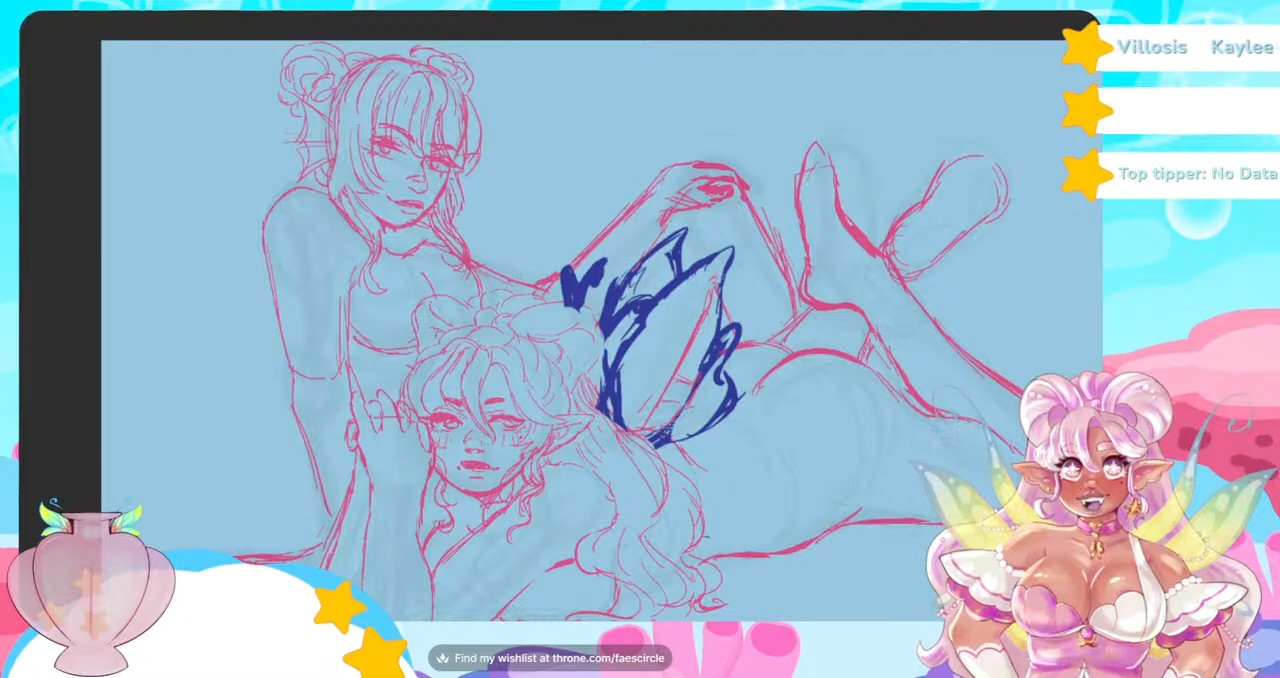 Villosis Kaylee
Top tipper: No Data
Find my wishlist at throne.com/faescircle